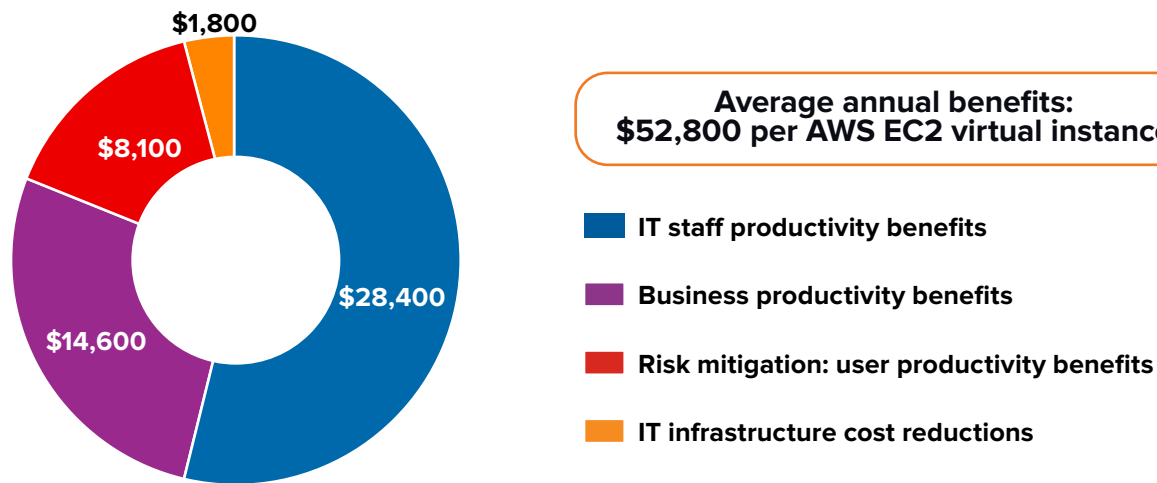 $1,800
$8,100
$28,400
$14,600
Average annual benefits:
$52,800 per AWS EC2 virtual instance
IT staff productivity benefits
Business productivity benefits
Risk mitigation: user productivity benefits
IT infrastructure cost reductions